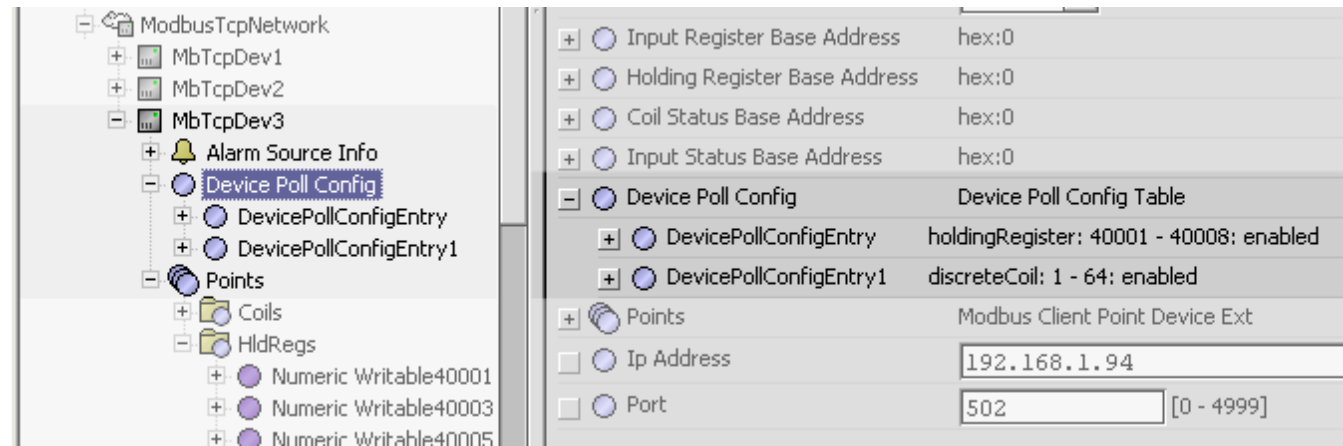 ModbusTcpNetwork
MbTcpDev1
MbTcpDev2
MbTcpDev3
Alarm Source Info
Device Poll Config
DevicePollConfigEntry
DevicePollConfigEntry1
Points
Coils
HldRegs
Numeric Writable40001
Numeric Writable40003
Numeric Writable40005
Input Register Base Address hex:0
Holding Register Base Address hex:0
Coil Status Base Address hex:0
Input Status Base Address hex:0
Device Poll Config Device Poll Config Table
DevicePollConfigEntry holdingRegister: 40001 - 40008: enabled
DevicePollConfigEntry1 discreteCoil: 1 - 64: enabled
Points Modbus Client Point Device Ext
Ip Address 192.168.1.94
Port 502 [0 - 4999]